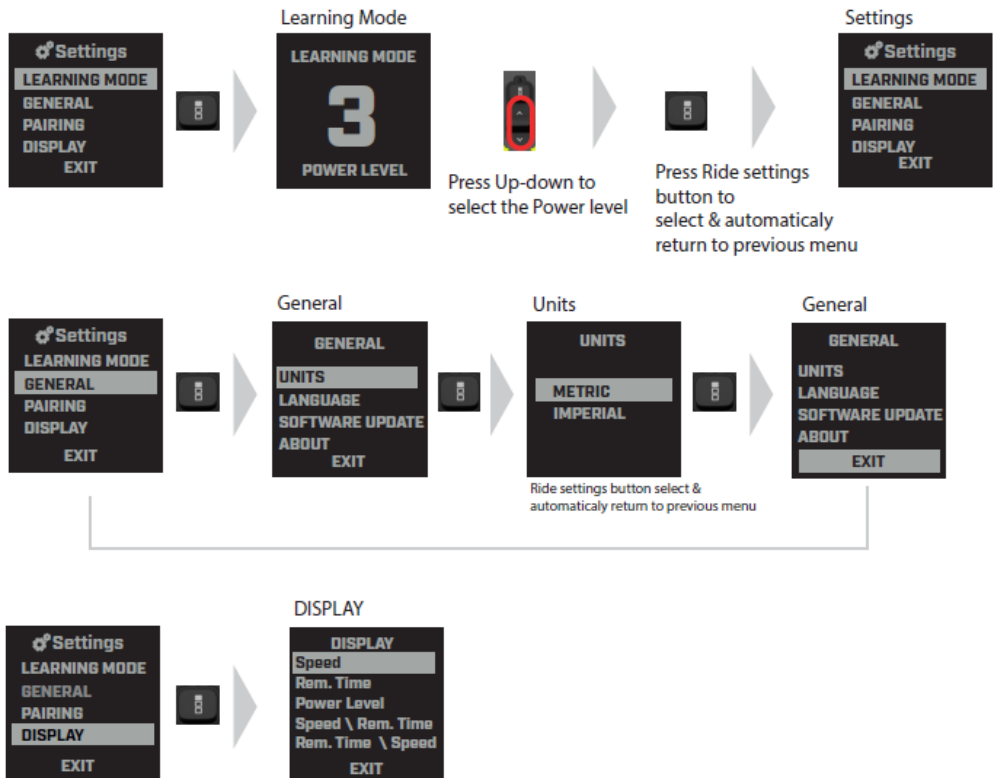 Learning Mode
Settings
Settings
LEARNING MODE
GENERAL
PAIRING
DISPLAY
EXIT
LEARNING MODE
3
POWER LEVEL
Press Up-down to
select the Power level
Press Ride settings
button to
select & automaticaly
return to previous menu
Settings
LEARNING MODE
GENERAL
PAIRING
DISPLAY
EXIT
General
Units
General
Settings
LEARNING MODE
GENERAL
PAIRING
DISPLAY
EXIT
GENERAL
UNITS
LANGUAGE
SOFTWARE UPDATE
ABOUT
EXIT
UNITS
METRIC
IMPERIAL
Ride settings button select &
automaticaly return to previous menu
GENERAL
UNITS
LANGUAGE
SOFTWARE UPDATE
ABOUT
EXIT
DISPLAY
Settings
LEARNING MODE
GENERAL
PAIRING
DISPLAY
EXIT
DISPLAY
Speed
Rem. Time
Power Level
Speed \ Rem. Time
Rem. Time \ Speed
EXIT